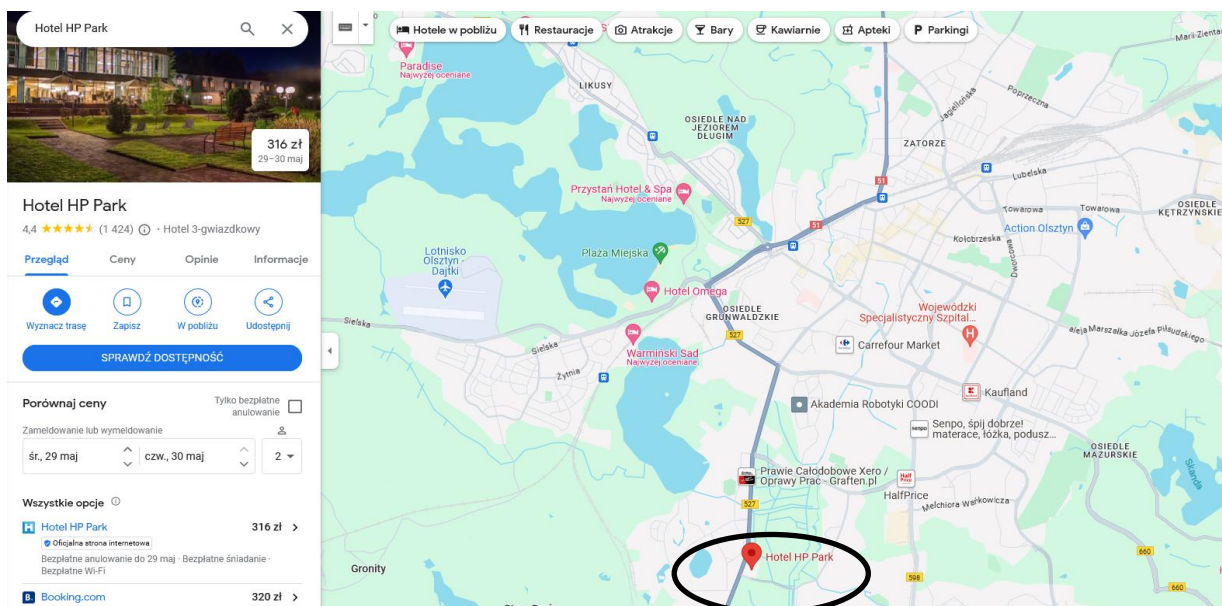 Hotel HP Park
316 zł
29–30 maj
Hotel HP Park
4,4 (1 424) · Hotel 3-gwiazdkowy
Przegląd Ceny Opinie Informacje
Wyznacz trasę Zapisz W pobliżu Udostępnij
SPRAWDŹ DOSTĘPNOŚĆ
Porównaj ceny
Tylko bezpłatne
anulowanie
Zameldowanie lub wymeldowanie
śr., 29 maj czw., 30 maj 2
Wszystkie opcje
Hotel HP Park 316 zł
Oficjalna strona internetowa
Bezpłatne anulowanie do 29 maj · Bezpłatne śniadanie ·
Bezpłatne Wi-Fi
Booking.com 320 zł
Hotele w pobliżu Restauracje Atrakcje Bary Kawiarnie Apteki Parkingi
Paradise
Najwyżej oceniane
LIKUSY
OSIEDLE NAD
JEZIOREM
DŁUGIM
Jagiellońska
Poprzeczna
ZATORZE
51
Lubelska
Przystań Hotel & Spa
Najwyżej oceniane
527
51
Towarowa
Towarowa
OSIEDLE
KĘTRZYŃSKIE
Action Olsztyn
Kołobrzeska
Dworcowa
Lotnisko
Olsztyn -
Dajtki
Plaża Miejska
Hotel Omega
OSIEDLE
GRUNWALDZKIE
527
Wojewódzki
Specjalistyczny Szpital...
aleja Marszałka Józefa Piłsudskiego
Sielska
Sielska
Warmiński Sad
Najwyżej oceniane
Carrefour Market
Żytnia
Kaufland
Akademia Robotyki COODI
Senpo, śpij dobrze!
materace, łóżka, podusz...
OSIEDLE
MAZURSKIE
Skanda
Prawie Całodobowe Xero /
Oprawy Prac - Graften.pl
HalfPrice
527
Melchiora Wańkowicza
Hotel HP Park
Gronity
598
660
660